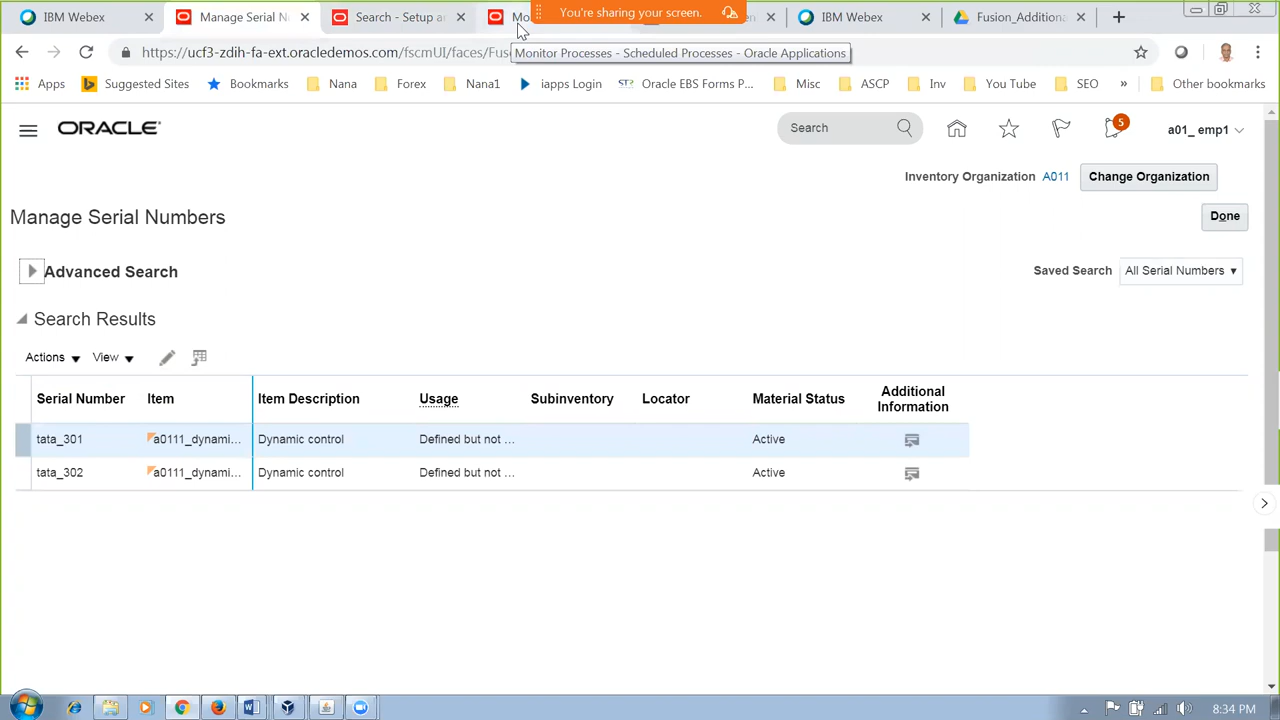 IBM Webex
Manage Serial N
Search - Setup a
Mo
You're sharing your screen.
IBM Webex
Fusion_Additiona
https://ucf3-zdih-fa-ext.oracledemos.com/fscmUI/faces/Fus
Monitor Processes - Scheduled Processes - Oracle Applications
Apps
Suggested Sites
Bookmarks
Nana
Forex
Nana1
iapps Login
Oracle EBS Forms P...
Misc
ASCP
Inv
You Tube
SEO
»
Other bookmarks
ORACLE
Search
5
a01_ emp1
Inventory Organization A011
Change Organization
Manage Serial Numbers
Done
Advanced Search
Saved Search
All Serial Numbers
Search Results
Actions
View
Serial Number Item Item Description Usage Subinventory Locator Material Status Additional Information
tata_301 a0111_dynami... Dynamic control Defined but not ... Active
tata_302 a0111_dynami... Dynamic control Defined but not ... Active
8:34 PM